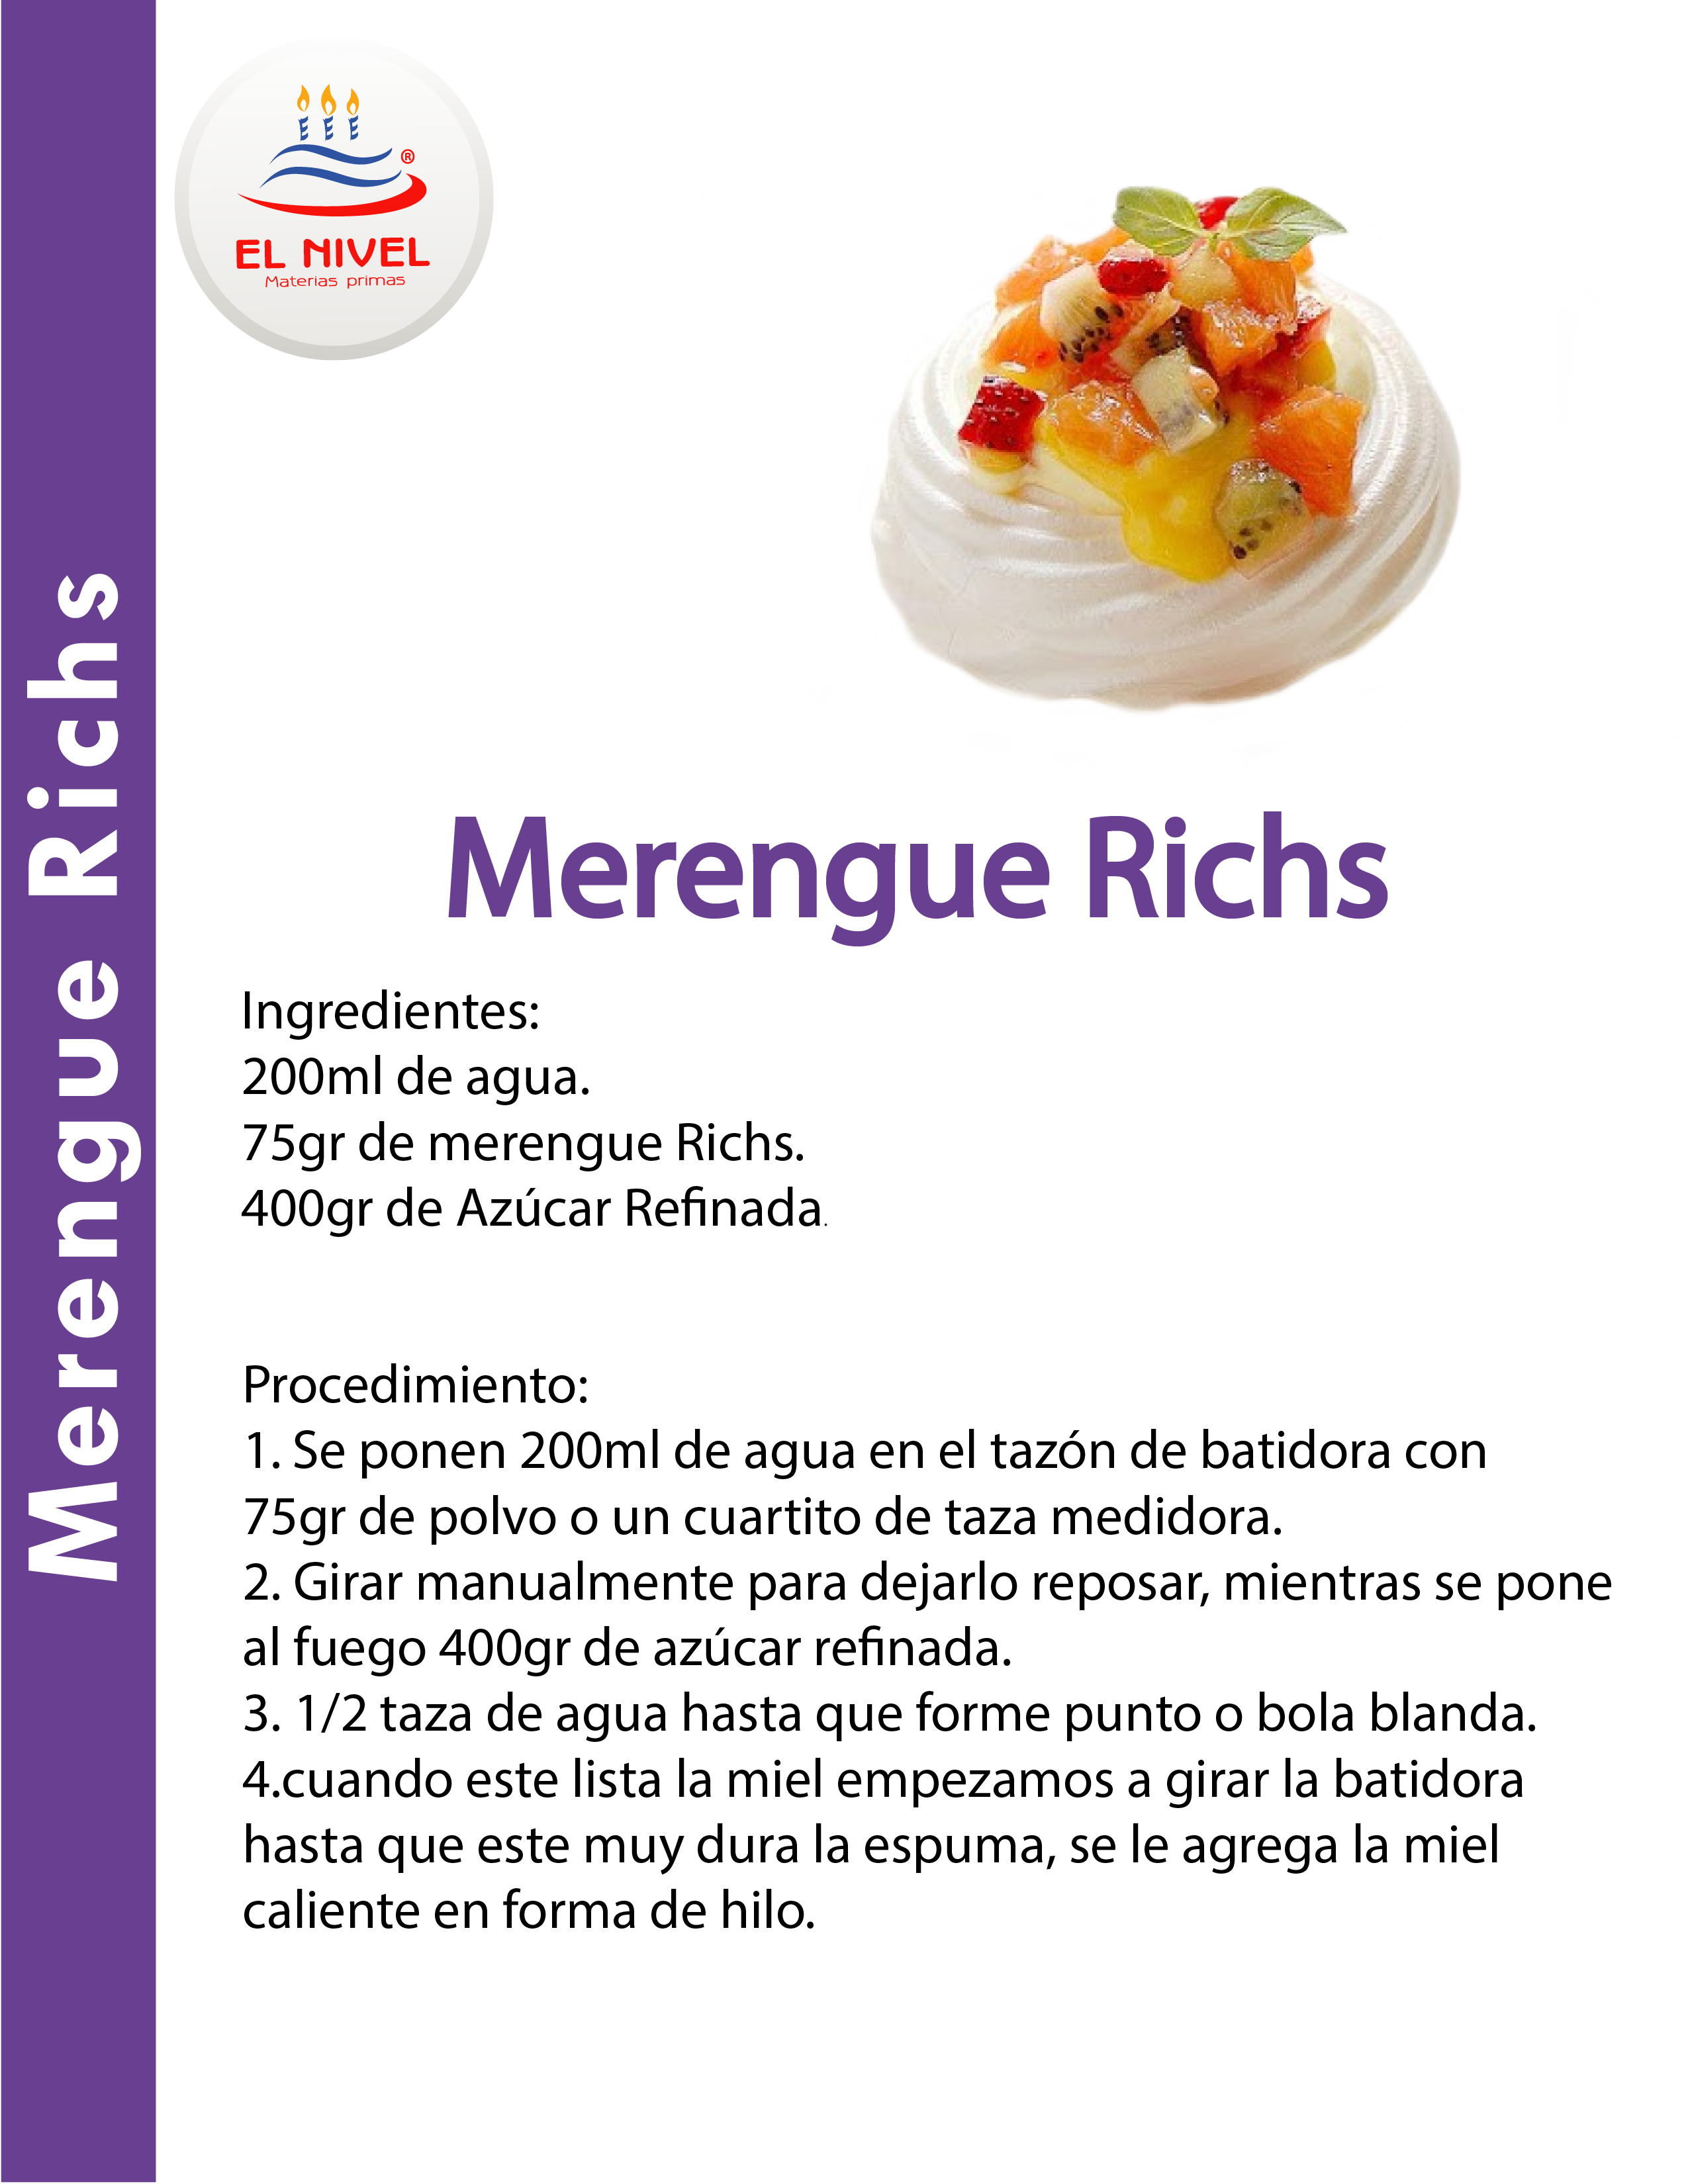 Merengue Richs
®
EL NIVEL
Materias primas
Merengue Richs
Ingredientes:
200ml de agua.
75gr de merengue Richs.
400gr de Azúcar Refinada.
Procedimiento:
1. Se ponen 200ml de agua en el tazón de batidora con
75gr de polvo o un cuartito de taza medidora.
2. Girar manualmente para dejarlo reposar, mientras se pone
al fuego 400gr de azúcar refinada.
3. 1/2 taza de agua hasta que forme punto o bola blanda.
4.cuando este lista la miel empezamos a girar la batidora
hasta que este muy dura la espuma, se le agrega la miel
caliente en forma de hilo.